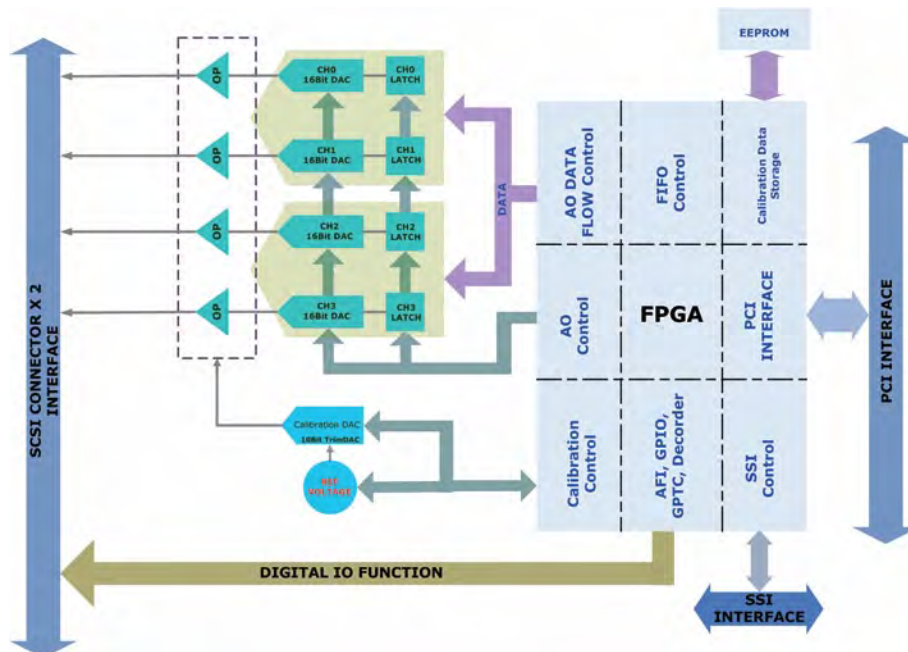 EEPROM
OP
CH0
16Bit DAC
CH0
LATCH
OP
CH1
16Bit DAC
CH1
LATCH
OP
CH2
16Bit DAC
CH2
LATCH
OP
CH3
16Bit DAC
CH3
LATCH
DATA
AO DATA
FLOW Control
FIFO
Control
Calibration Data
Storage
AO
Control
FPGA
PCI
INTERFACE
Calibration
Control
AFI, GPIO,
GPTC, Decorder
SSI
Control
PCI INTERFACE
SCSI CONNECTOR X 2
INTERFACE
Calibration DAC
REF
VOLTAGE
DIGITAL IO FUNCTION
SSI
INTERFACE